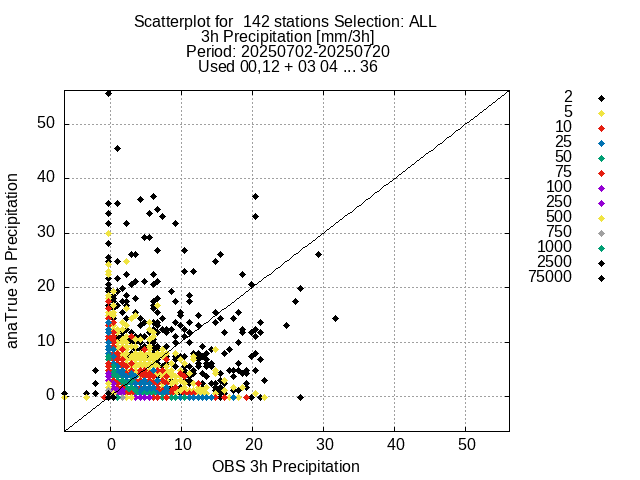 Scatterplot for  142 stations Selection: ALL
3h Precipitation [mm/3h]
Period: 20250702-20250720
Used 00,12 + 03 04 ... 36
2
5
10
25
50
75
100
250
500
750
1000
2500
75000
50
40
30
20
10
0
anaTrue 3h Precipitation
0 10 20 30 40 50
OBS 3h Precipitation